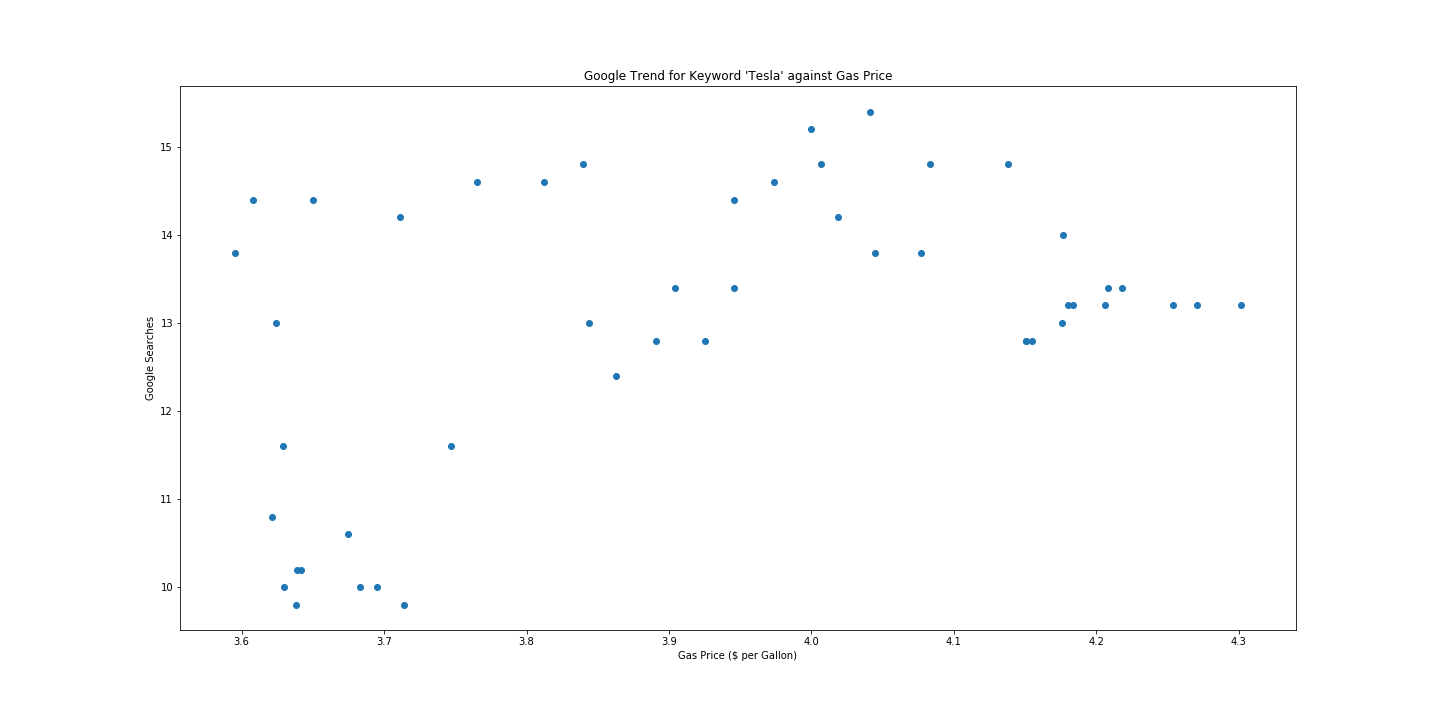 Google Trend for Keyword 'Tesla' against Gas Price
15
14
13
12
11
10
Google Searches
3.6 3.7 3.8 3.9 4.0 4.1 4.2 4.3
Gas Price ($ per Gallon)